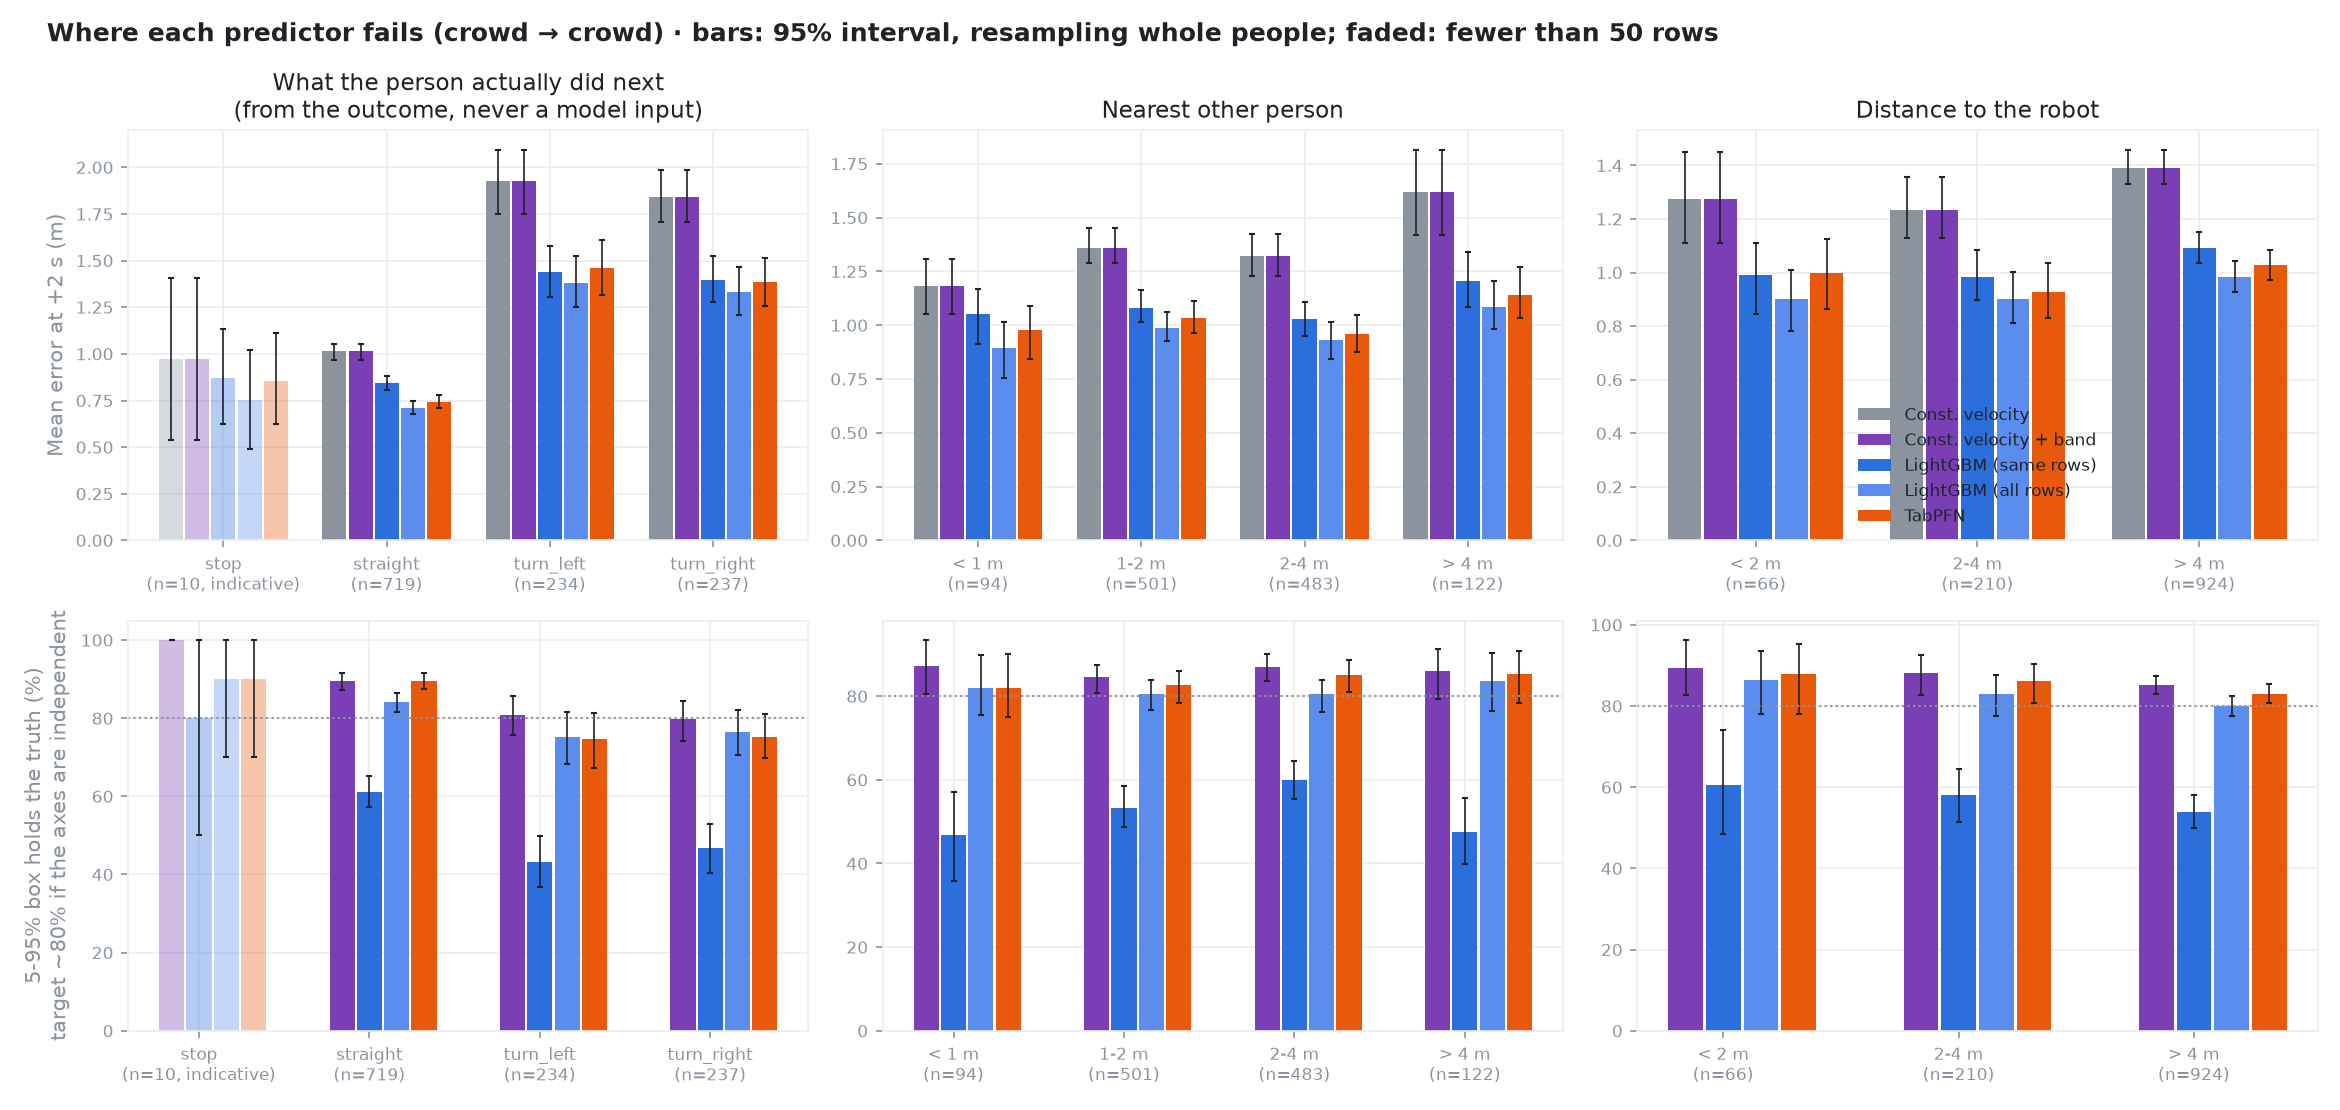 Where each predictor fails (crowd → crowd) · bars: 95% interval, resampling whole people; faded: fewer than 50 rows
What the person actually did next
(from the outcome, never a model input)
Mean error at +2 s (m)
2.00
1.75
1.50
1.25
1.00
0.75
0.50
0.25
0.00
stop
(n=10, indicative)
straight
(n=719)
turn_left
(n=234)
turn_right
(n=237)
Nearest other person
1.75
1.50
1.25
1.00
0.75
0.50
0.25
0.00
< 1 m
(n=94)
1-2 m
(n=501)
2-4 m
(n=483)
> 4 m
(n=122)
Distance to the robot
1.4
1.2
1.0
0.8
0.6
0.4
0.2
0.0
Const. velocity
Const. velocity + band
LightGBM (same rows)
LightGBM (all rows)
TabPFN
< 2 m
(n=66)
2-4 m
(n=210)
> 4 m
(n=924)
5-95% box holds the truth (%)
target ~80% if the axes are independent
100
80
60
40
20
0
stop
(n=10, indicative)
straight
(n=719)
turn_left
(n=234)
turn_right
(n=237)
80
60
40
20
0
< 1 m
(n=94)
1-2 m
(n=501)
2-4 m
(n=483)
> 4 m
(n=122)
100
80
60
40
20
0
< 2 m
(n=66)
2-4 m
(n=210)
> 4 m
(n=924)